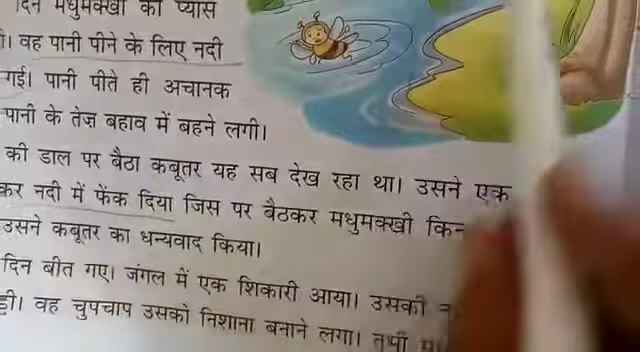 दिन मधुमक्खी को प्यास
वह पानी पीने के लिए नदी
गई। पानी पीते ही अचानक
पानी के तेज़ बहाव में बहने लगी।
की डाल पर बैठा कबूतर यह सब देख रहा था। उसने एक
कर नदी में फेंक दिया जिस पर बैठकर मधुमक्खी
उसने कबूतर का धन्यवाद किया।
दिन बीत गए। जंगल में एक शिकारी आया। उसकी
वह चुपचाप उसको निशाना बनाने लगा। तभी